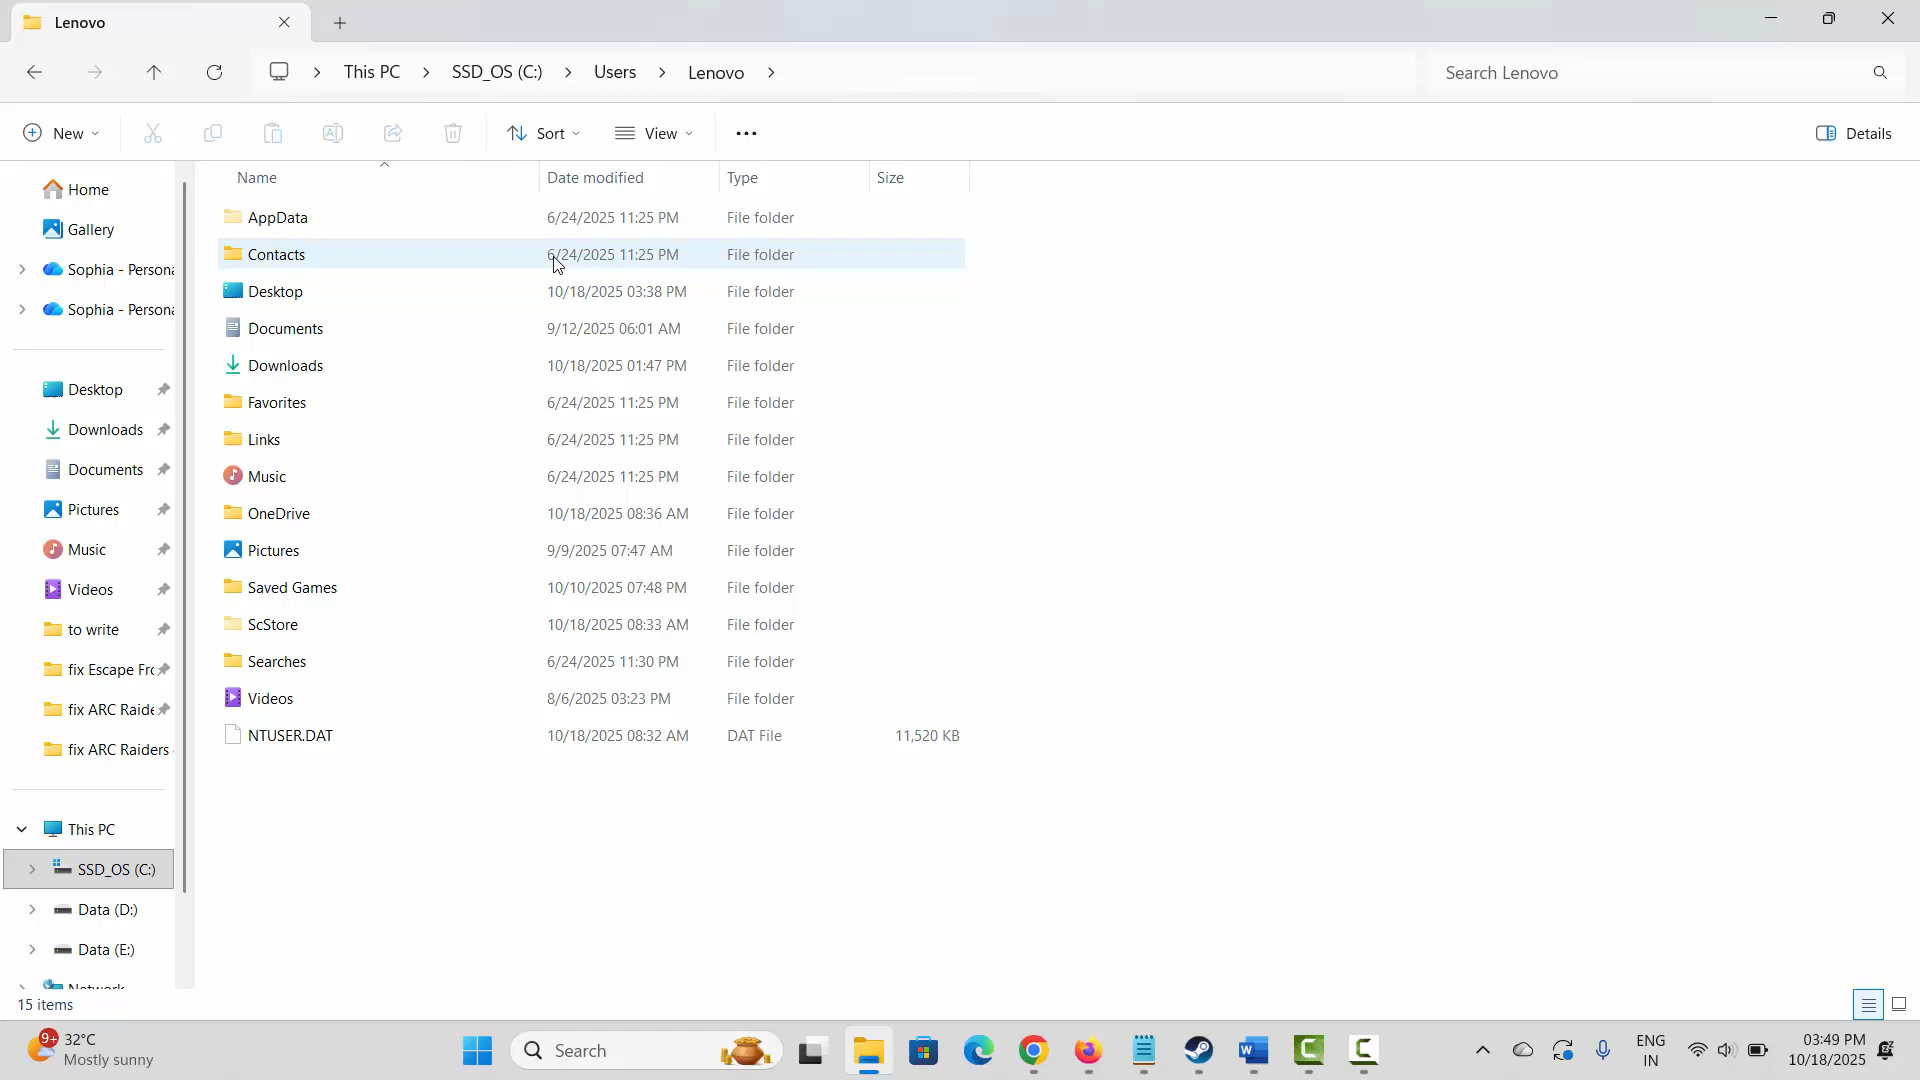 Lenovo
This PC
SSD_OS (C:)
Users
Lenovo
Search Lenovo
New
Sort
View
Details
Home
Gallery
Sophia - Persona
Sophia - Persona
Desktop
Downloads
Documents
Pictures
Music
Videos
to write
fix Escape Fro
fix ARC Raide
fix ARC Raiders
This PC
SSD_OS (C:)
Data (D:)
Data (E:)
Network
Name Date modified Type Size
AppData 6/24/2025 11:25 PM File folder
Contacts 6/24/2025 11:25 PM File folder
Desktop 10/18/2025 03:38 PM File folder
Documents 9/12/2025 06:01 AM File folder
Downloads 10/18/2025 01:47 PM File folder
Favorites 6/24/2025 11:25 PM File folder
Links 6/24/2025 11:25 PM File folder
Music 6/24/2025 11:25 PM File folder
OneDrive 10/18/2025 08:36 AM File folder
Pictures 9/9/2025 07:47 AM File folder
Saved Games 10/10/2025 07:48 PM File folder
ScStore 10/18/2025 08:33 AM File folder
Searches 6/24/2025 11:30 PM File folder
Videos 8/6/2025 03:23 PM File folder
NTUSER.DAT 10/18/2025 08:32 AM DAT File 11,520 KB
15 items
9+
32°C
Mostly sunny
Search
ENG
IN
03:49 PM
10/18/2025